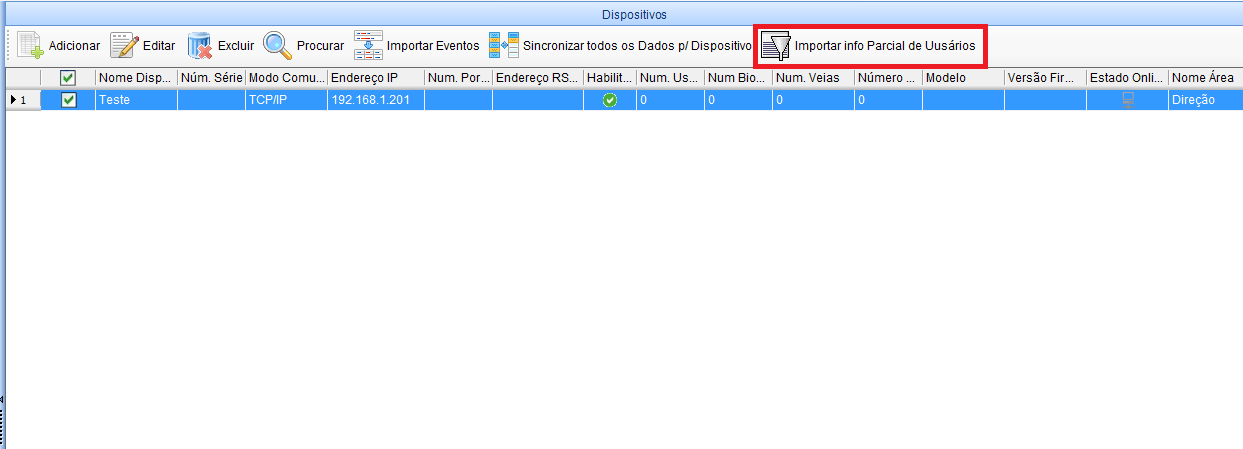 Dispositivos
Adicionar Editar Excluir Procurar Importar Eventos Sincronizar todos os Dados p/ Dispositivo Importar info Parcial de Uusários
Nome Disp... Núm. Série Modo Comu... Endereço IP Num. Por... Endereço RS... Habilit... Num. Us... Num Bio... Num. Veias Número ... Modelo Versão Fir... Estado Onli... Nome Área
1 Teste TCP/IP 192.168.1.201 0 0 0 0 Direção